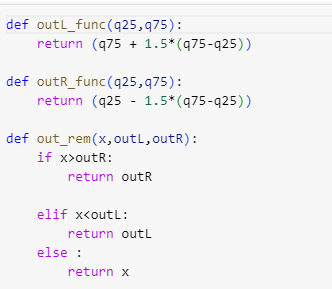 def outL_func(q25,q75):
    return (q75 + 1.5*(q75-q25))
def outR_func(q25,q75):
    return (q25 - 1.5*(q75-q25))
def out_rem(x,outL,outR):
    if x>outR:
        return outR
    elif x<outL:
        return outL
    else :
        return x